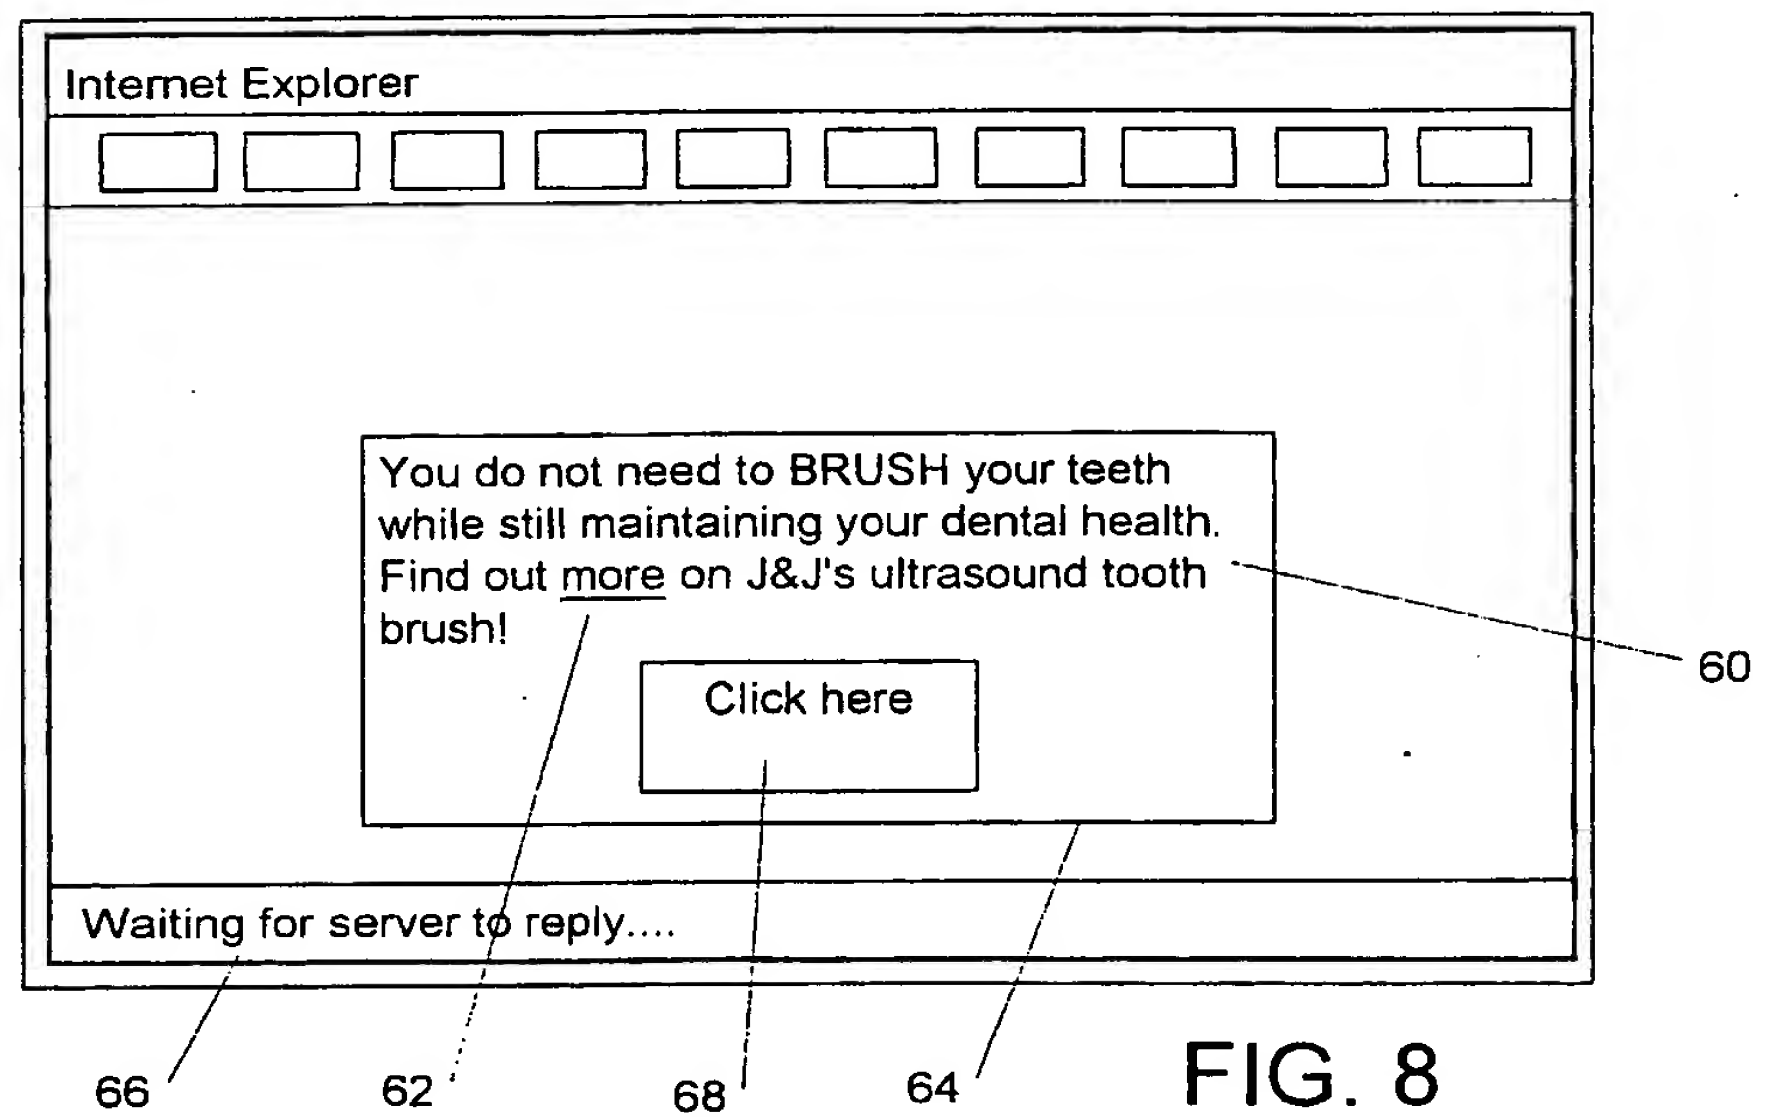 Internet Explorer
You do not need to BRUSH your teeth
while still maintaining your dental health.
Find out more on J&J's ultrasound tooth
brush!
60
Click here
Waiting for server to reply....
66
62
68
64
FIG. 8